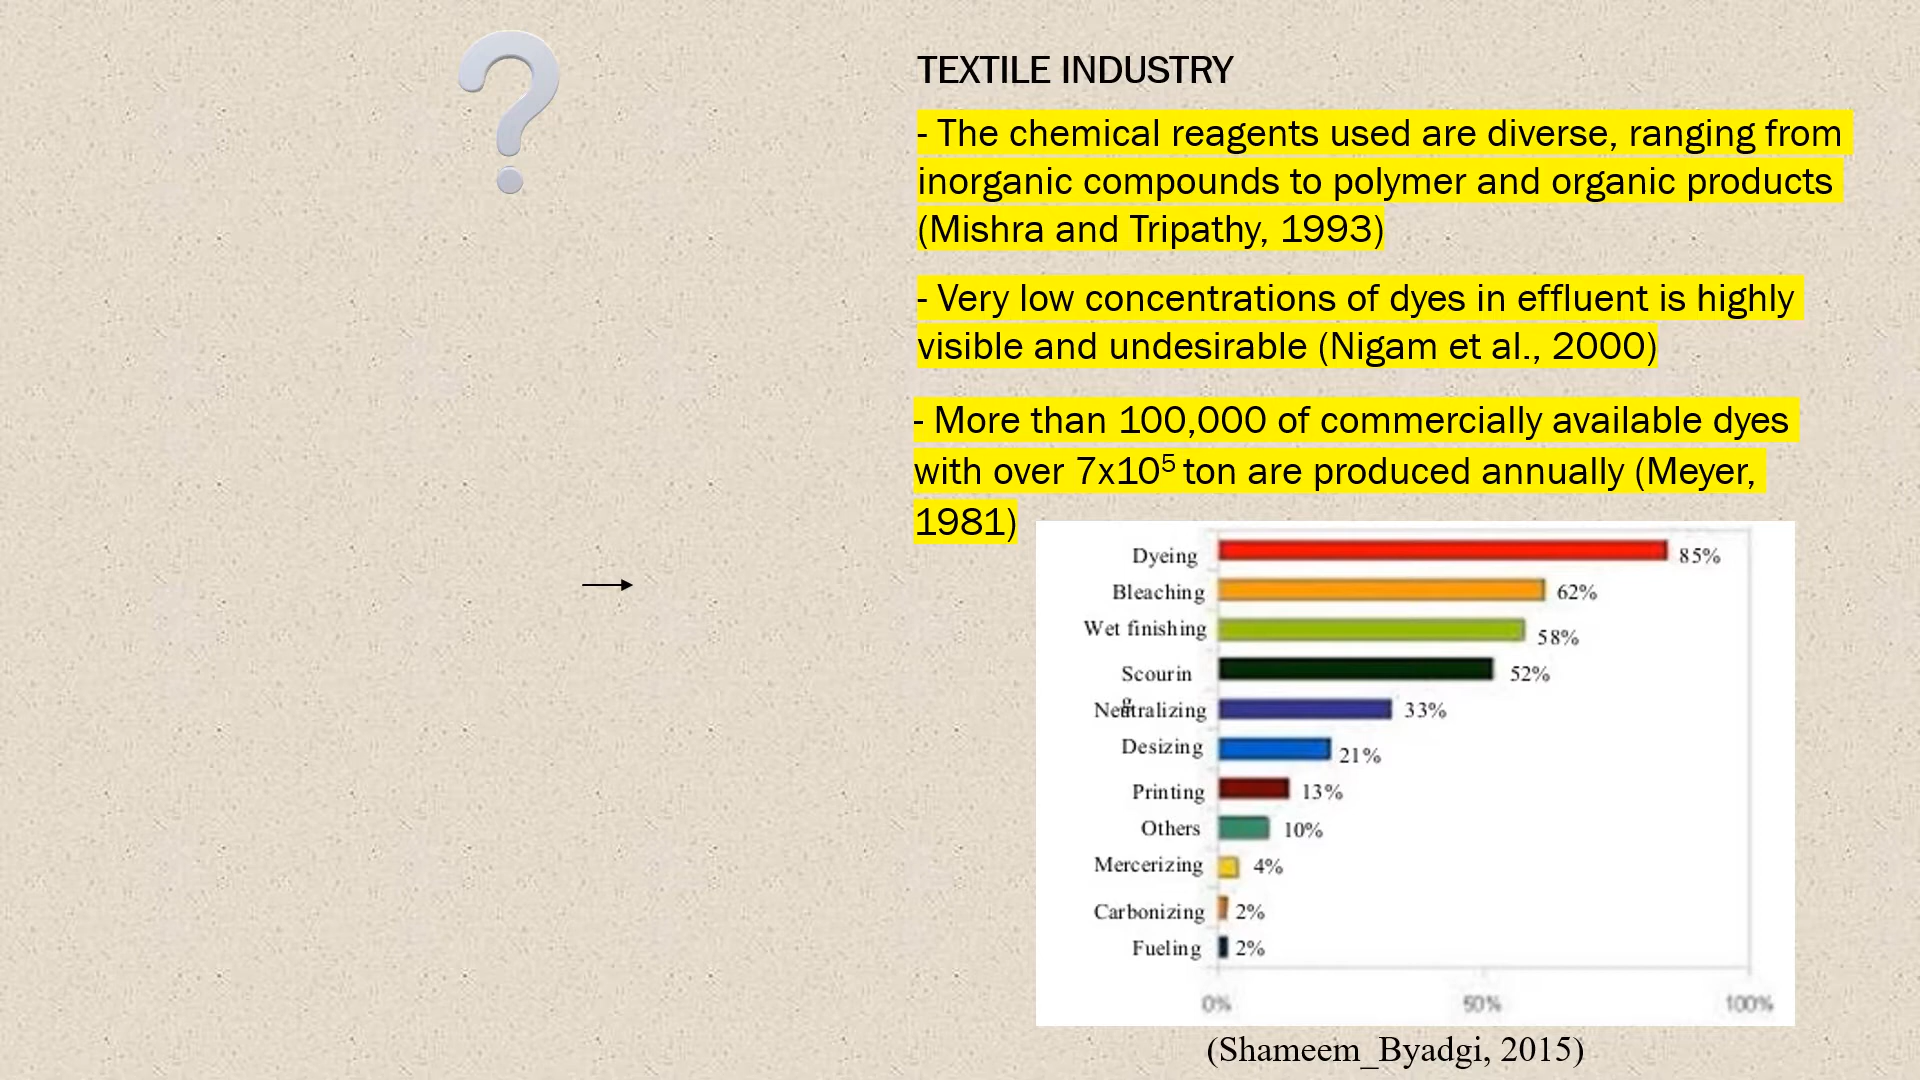 ?
TEXTILE INDUSTRY
- The chemical reagents used are diverse, ranging from
inorganic compounds to polymer and organic products
(Mishra and Tripathy, 1993)
- Very low concentrations of dyes in effluent is highly
visible and undesirable (Nigam et al., 2000)
- More than 100,000 of commercially available dyes
with over 7x10⁵ ton are produced annually (Meyer,
1981)
Dyeing 85%
Bleaching 62%
Wet finishing 58%
Scourin 52%
g
Neutralizing 33%
Desizing 21%
Printing 13%
Others 10%
Mercerizing 4%
Carbonizing 2%
Fueling 2%
0% 50% 100%
(Shameem_Byadgi, 2015)